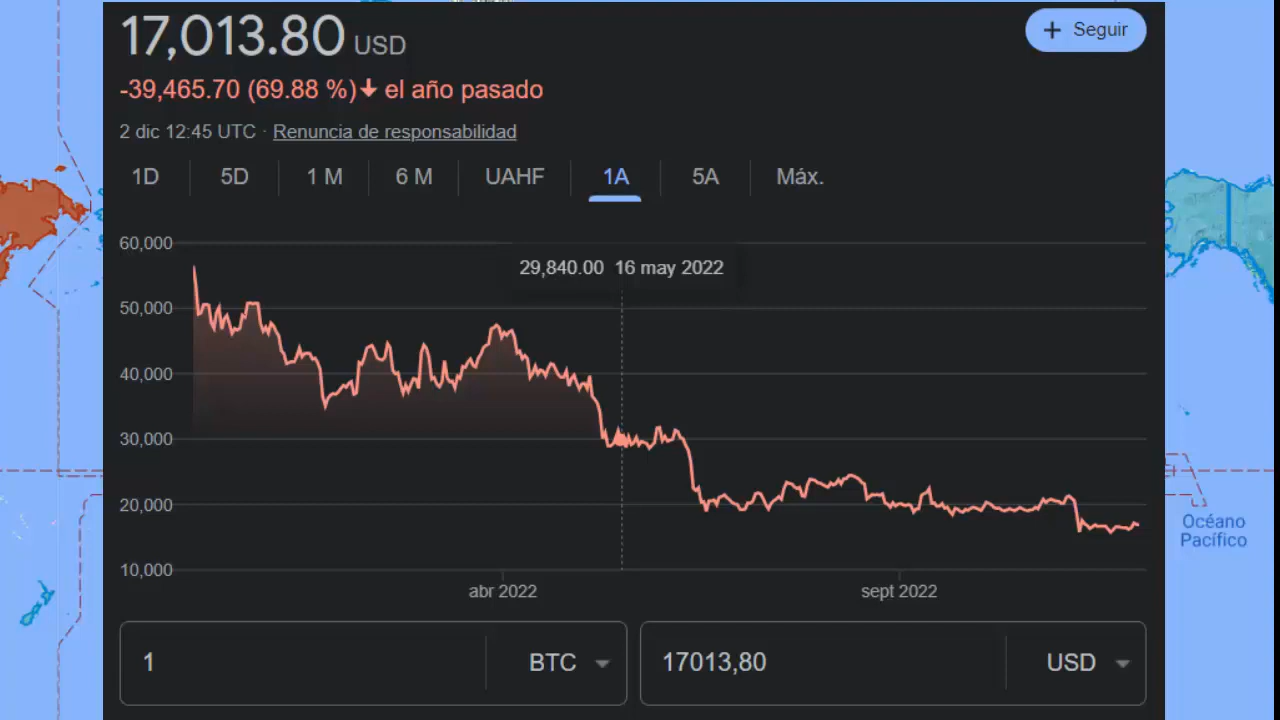 17,013.80 USD
+ Seguir
-39,465.70 (69.88 %)↓ el año pasado
2 dic 12:45 UTC · Renuncia de responsabilidad
1D 5D 1 M 6 M UAHF 1A 5A Máx.
60,000
29,840.00 16 may 2022
50,000
40,000
30,000
20,000
10,000
abr 2022 sept 2022
Océano
Pacífico
1 BTC 17013,80 USD